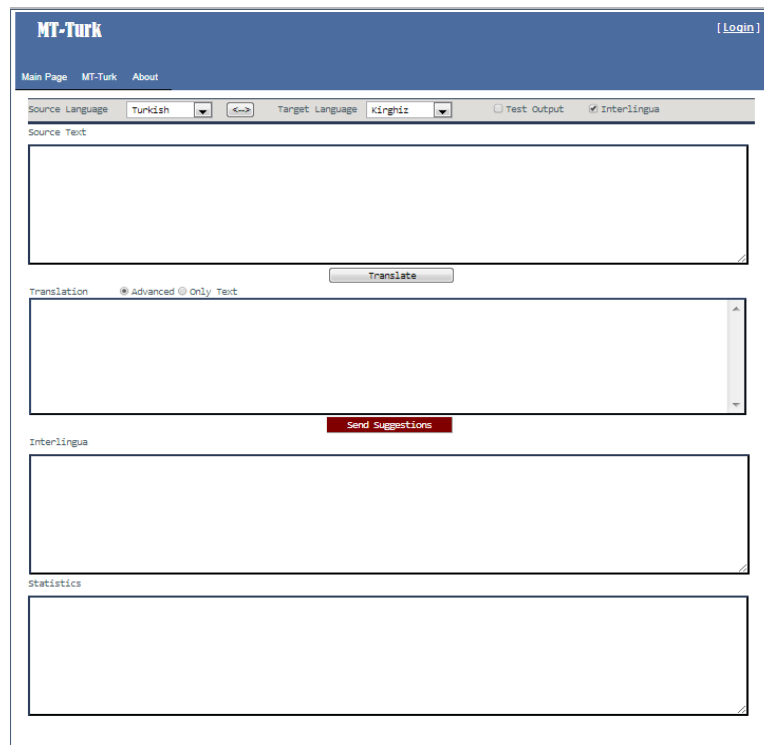 MT-Turk
[ Login ]
Main Page MT-Turk About
Source Language Turkish <--> Target Language Kirghiz Test Output Interlingua
Source Text
Translate
Translation Advanced Only Text
Send Suggestions
Interlingua
Statistics